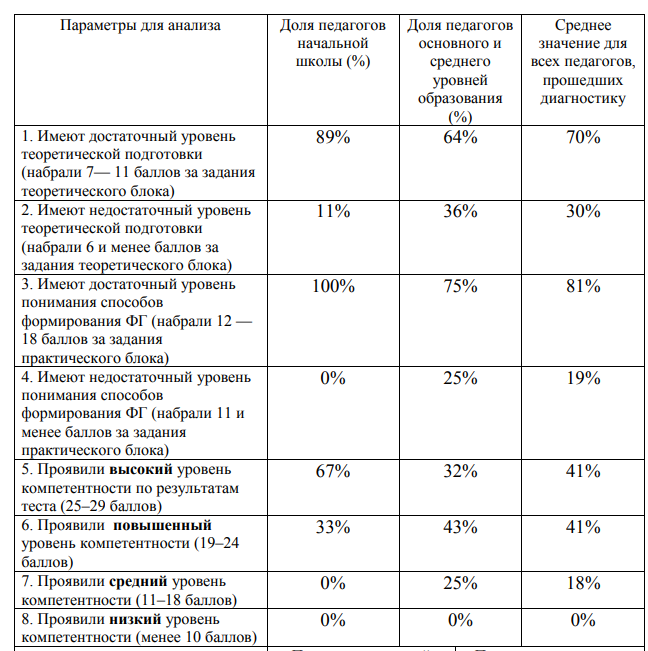 Параметры для анализа
Доля педагогов
начальной
школы (%)
Доля педагогов
основного и
среднего
уровней
образования
(%)
Среднее
значение для
всех педагогов,
прошедших
диагностику
1. Имеют достаточный уровень
теоретической подготовки
(набрали 7— 11 баллов за задания
теоретического блока)
89%
64%
70%
2. Имеют недостаточный уровень
теоретической подготовки
(набрали 6 и менее баллов за
задания теоретического блока)
11%
36%
30%
3. Имеют достаточный уровень
понимания способов
формирования ФГ (набрали 12 —
18 баллов за задания
практического блока)
100%
75%
81%
4. Имеют недостаточный уровень
понимания способов
формирования ФГ (набрали 11 и
менее баллов за задания
практического блока)
0%
25%
19%
5. Проявили высокий уровень
компетентности по результатам
теста (25–29 баллов)
67%
32%
41%
6. Проявили повышенный
уровень компетентности (19–24
баллов)
33%
43%
41%
7. Проявили средний уровень
компетентности (11–18 баллов)
0%
25%
18%
8. Проявили низкий уровень
компетентности (менее 10 баллов)
0%
0%
0%